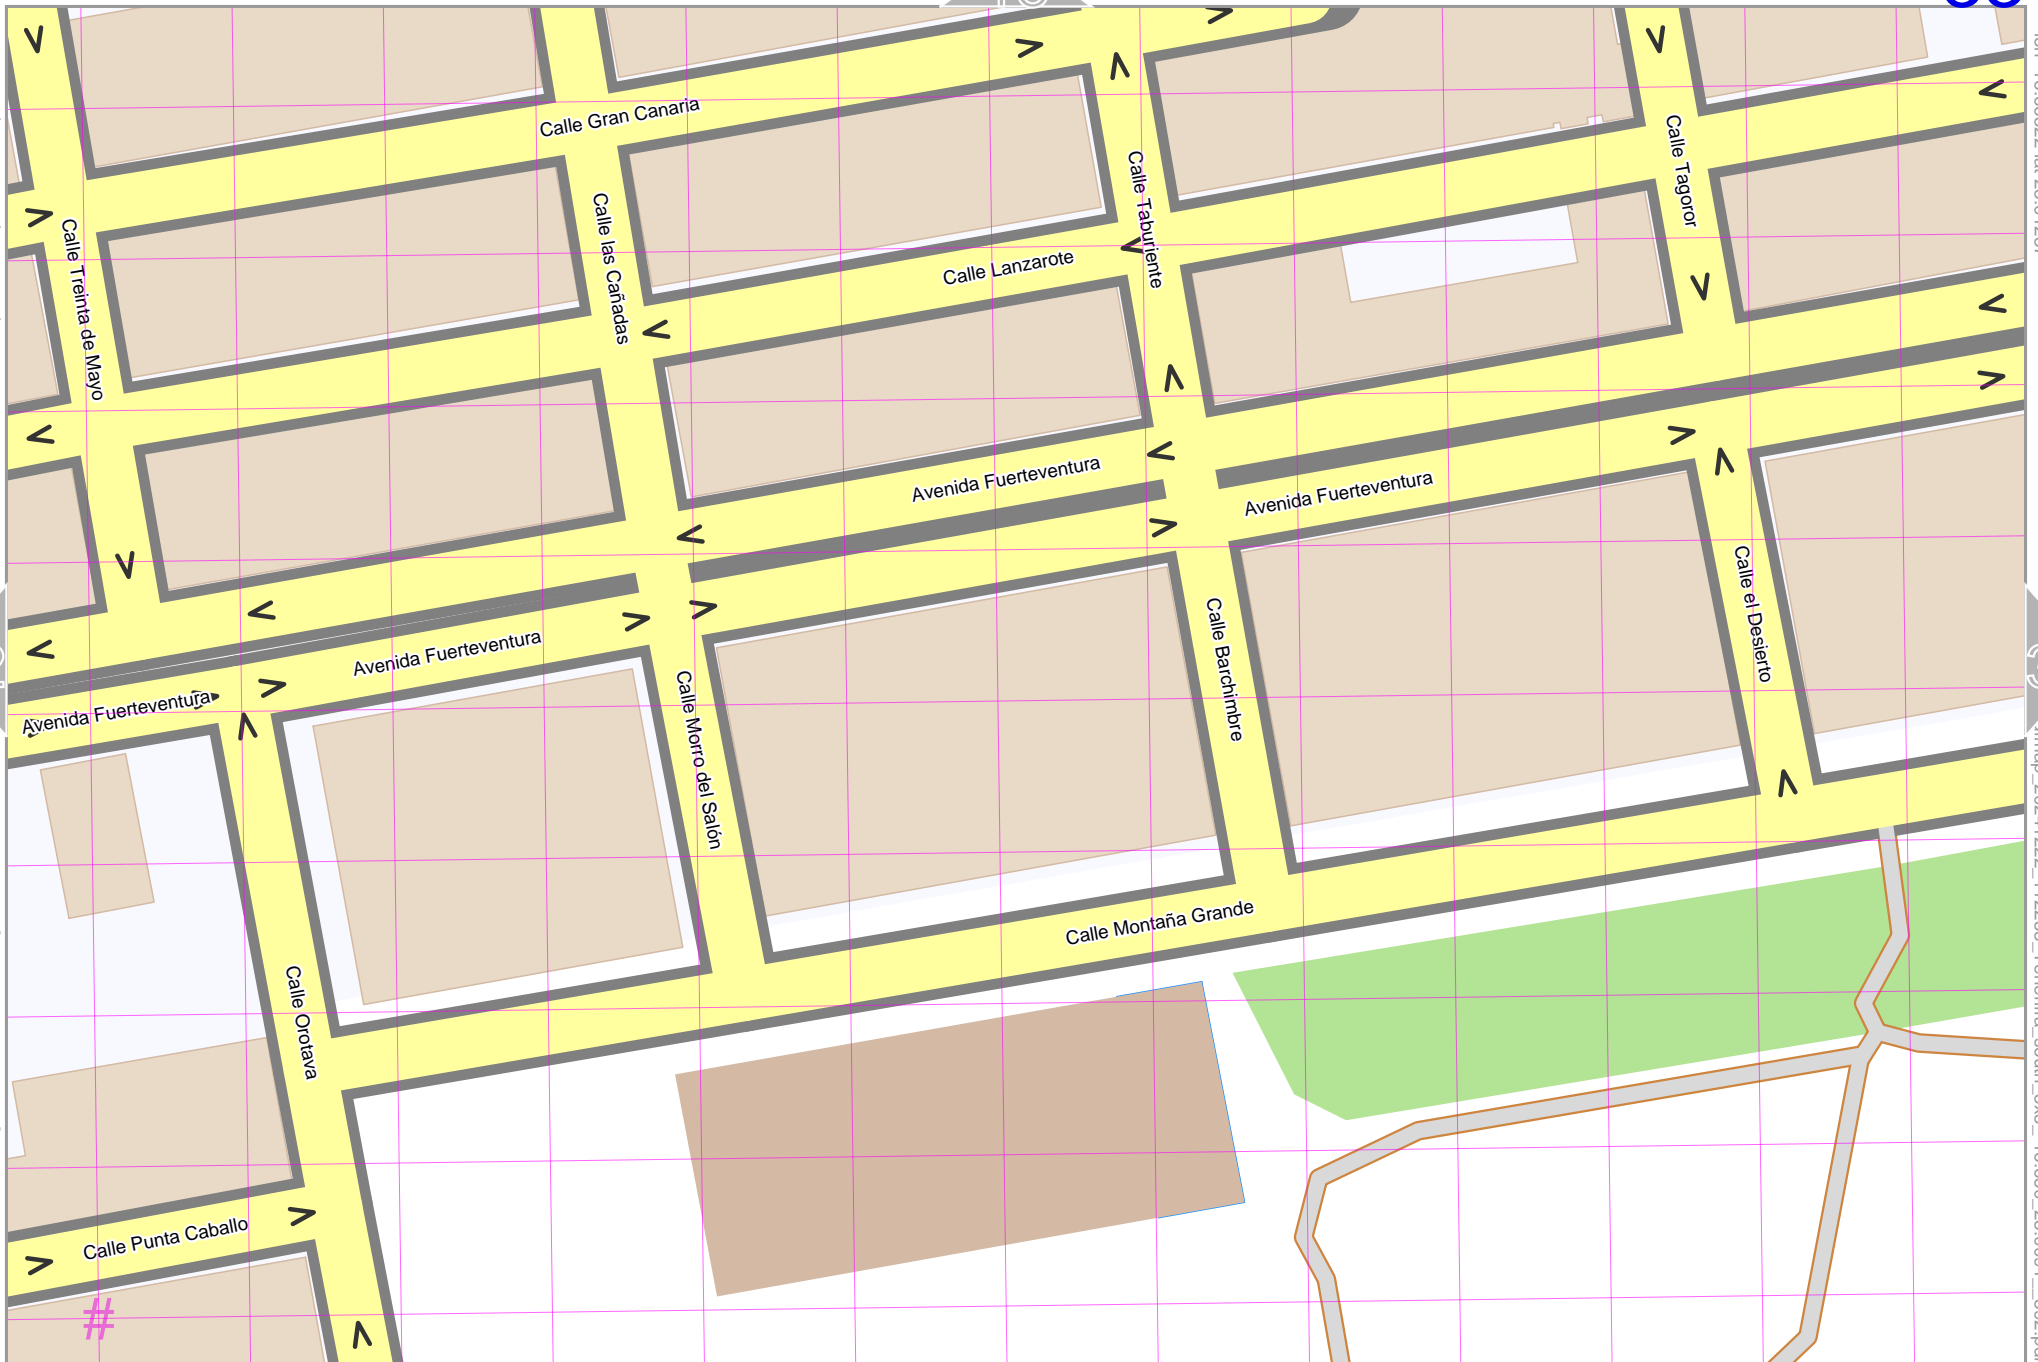 Calle Gran Canaria
Calle Tagoror
Calle Taburiente
Calle las Cañadas
Calle Treinta de Mayo
Calle Lanzarote
Avenida Fuerteventura
Avenida Fuerteventura
Calle el Desierto
Calle Barchimbre
Avenida Fuerteventura
Avenida Fuerteventura
Calle Morro del Salón
Calle Montaña Grande
Calle Orotava
Calle Punta Caballo
#